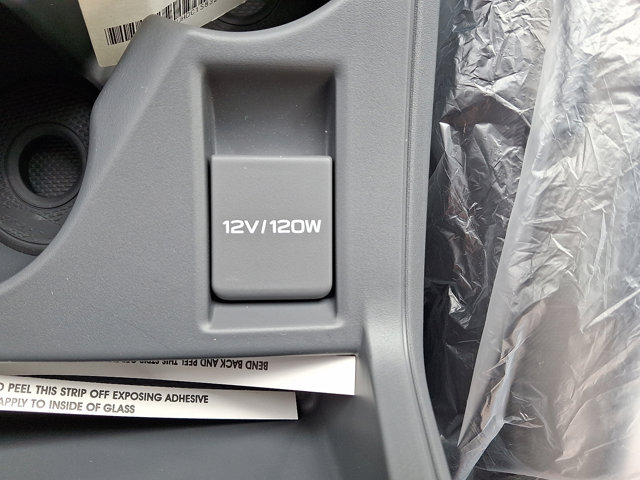 12V/120W
BEND BACK AND PEEL THIS STRIP
PEEL THIS STRIP OFF EXPOSING ADHESIVE
APPLY TO INSIDE OF GLASS